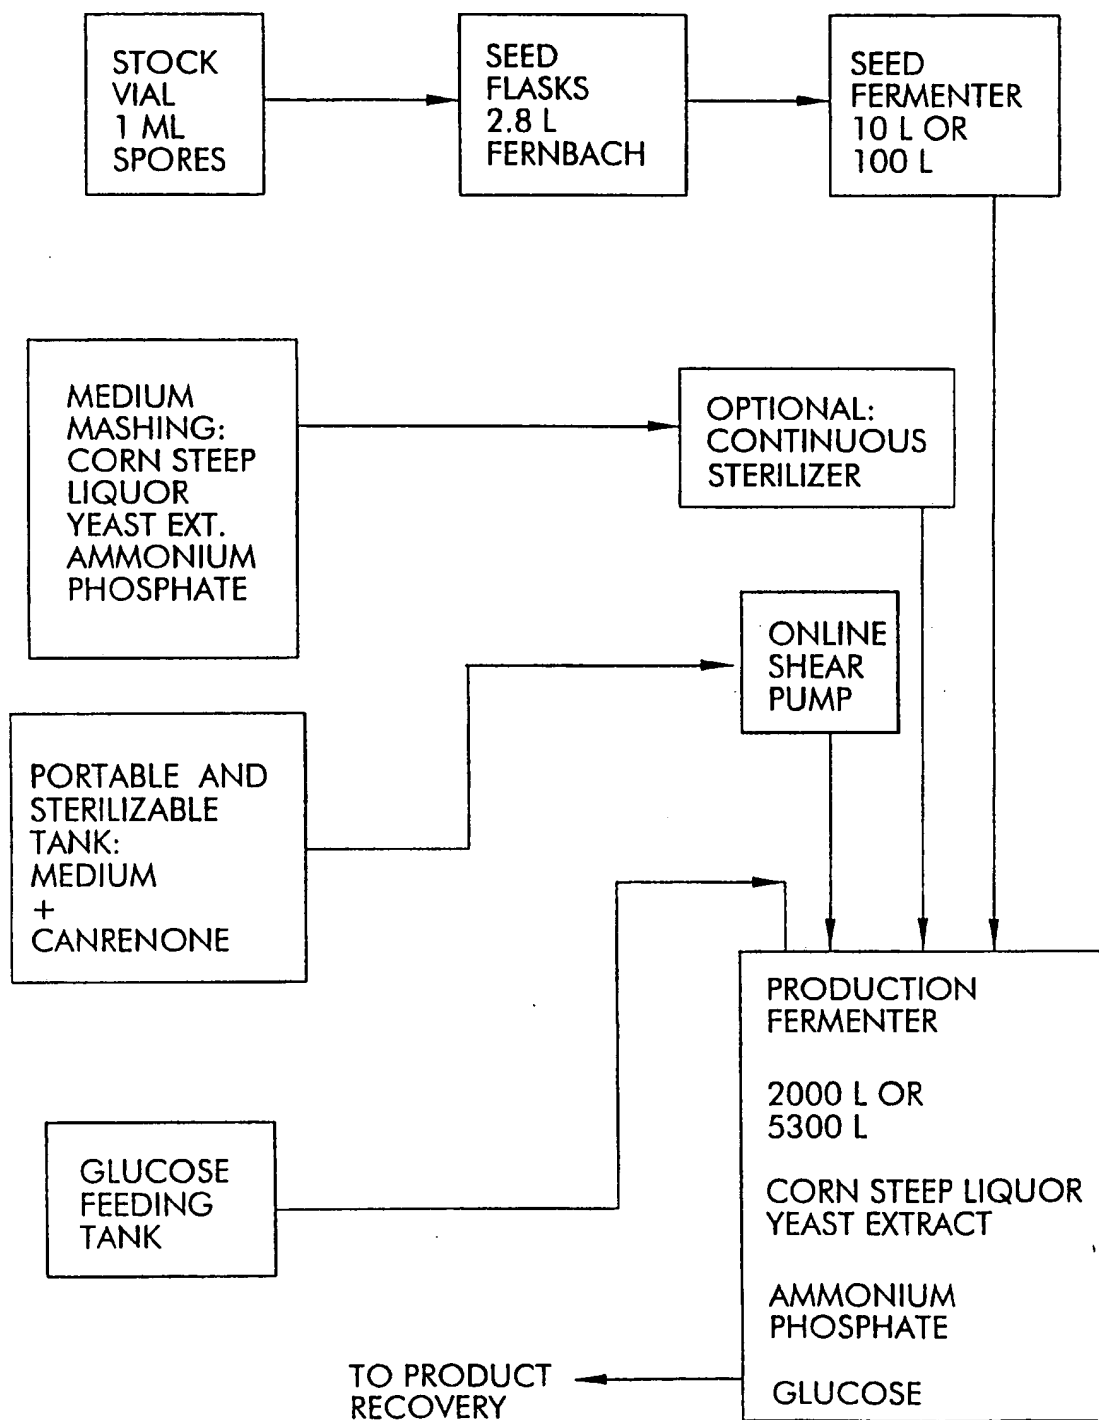 STOCK
VIAL
1 ML
SPORES
SEED
FLASKS
2.8 L
FERNBACH
SEED
FERMENTER
10 L OR
100 L
MEDIUM
MASHING:
CORN STEEP
LIQUOR
YEAST EXT.
AMMONIUM
PHOSPHATE
OPTIONAL:
CONTINUOUS
STERILIZER
ONLINE
SHEAR
PUMP
PORTABLE AND
STERILIZABLE
TANK:
MEDIUM
+
CANRENONE
GLUCOSE
FEEDING
TANK
PRODUCTION
FERMENTER
2000 L OR
5300 L
CORN STEEP LIQUOR
YEAST EXTRACT
AMMONIUM
PHOSPHATE
GLUCOSE
TO PRODUCT
RECOVERY